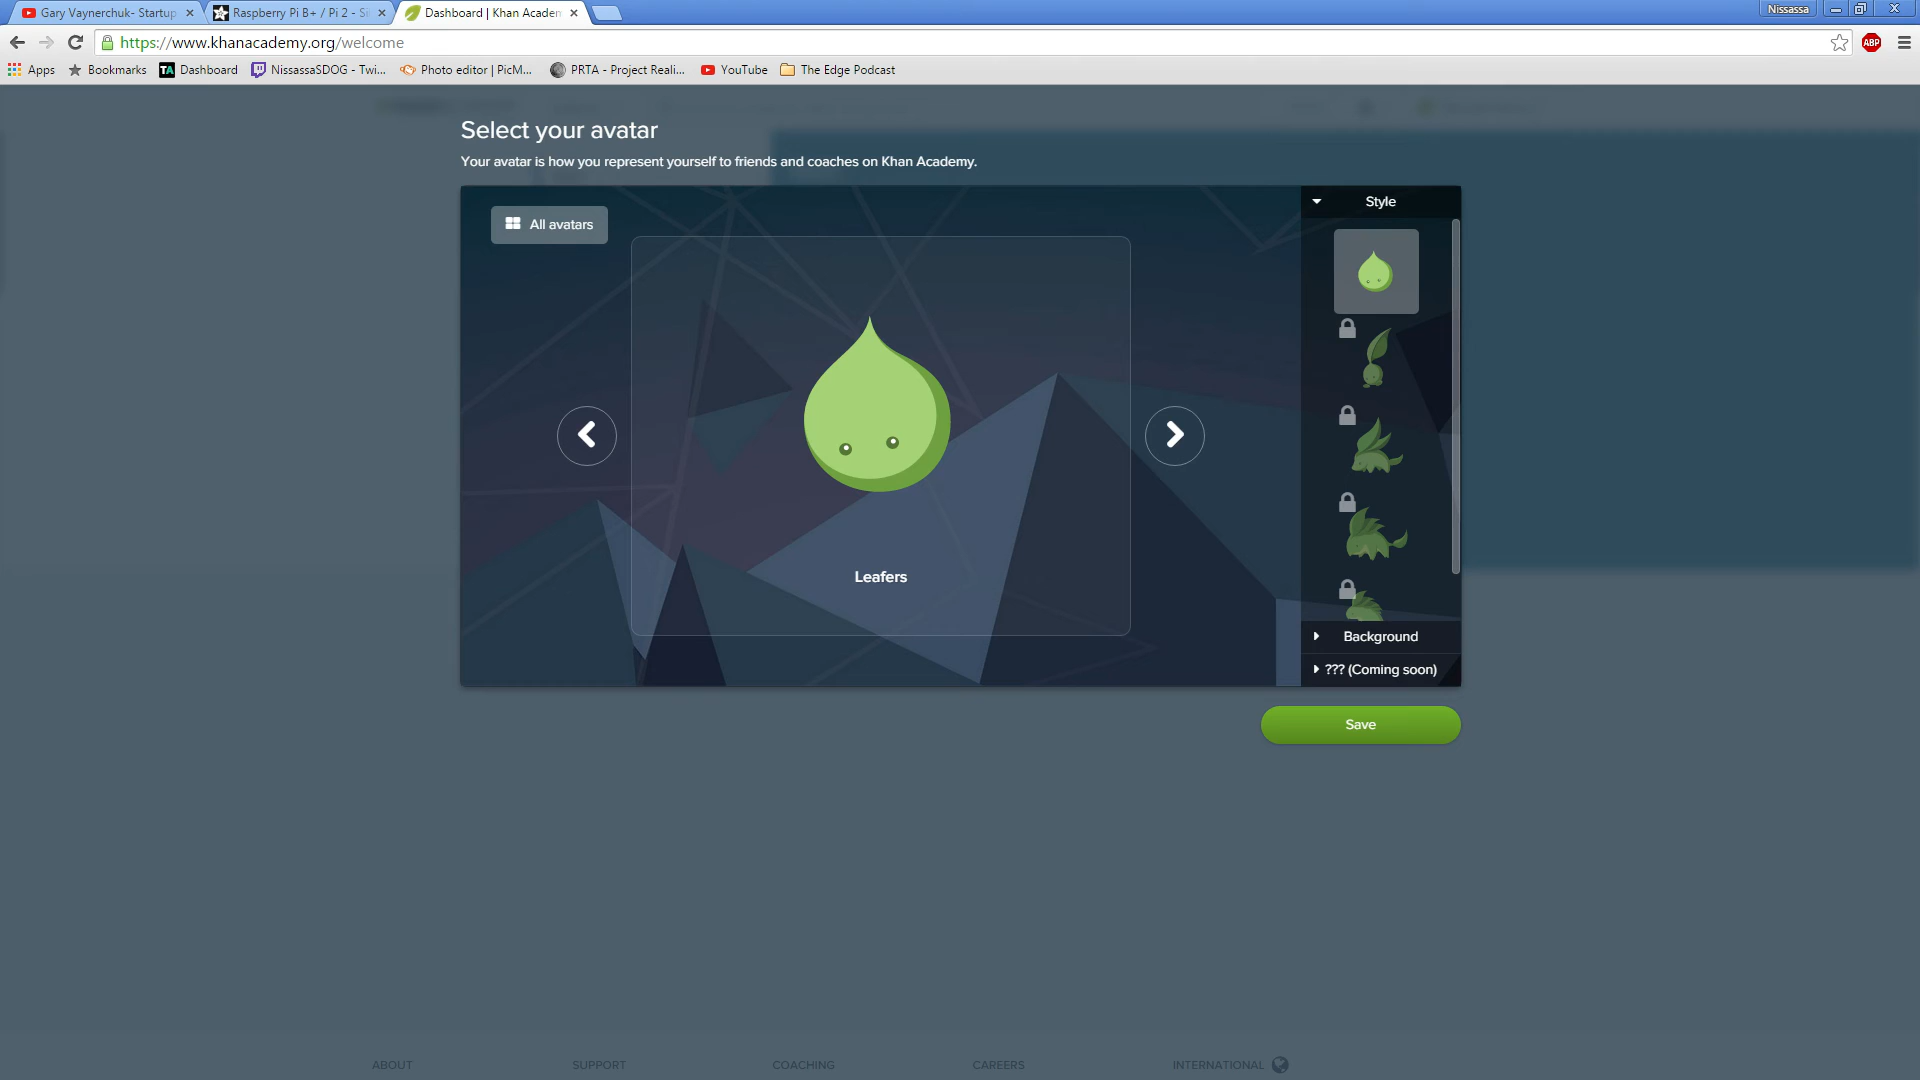 Gary Vaynerchuk- Startup
Raspberry Pi B+ / Pi 2 - Si
Dashboard | Khan Academ
Nissassa
https://www.khanacademy.org/welcome
ABP
Apps
Bookmarks
TA Dashboard
NissassaSDOG - Twi...
Photo editor | PicM...
PRTA - Project Reali...
YouTube
The Edge Podcast
Select your avatar
Your avatar is how you represent yourself to friends and coaches on Khan Academy.
All avatars
Style
Leafers
Background
??? (Coming soon)
Save
ABOUT
SUPPORT
COACHING
CAREERS
INTERNATIONAL